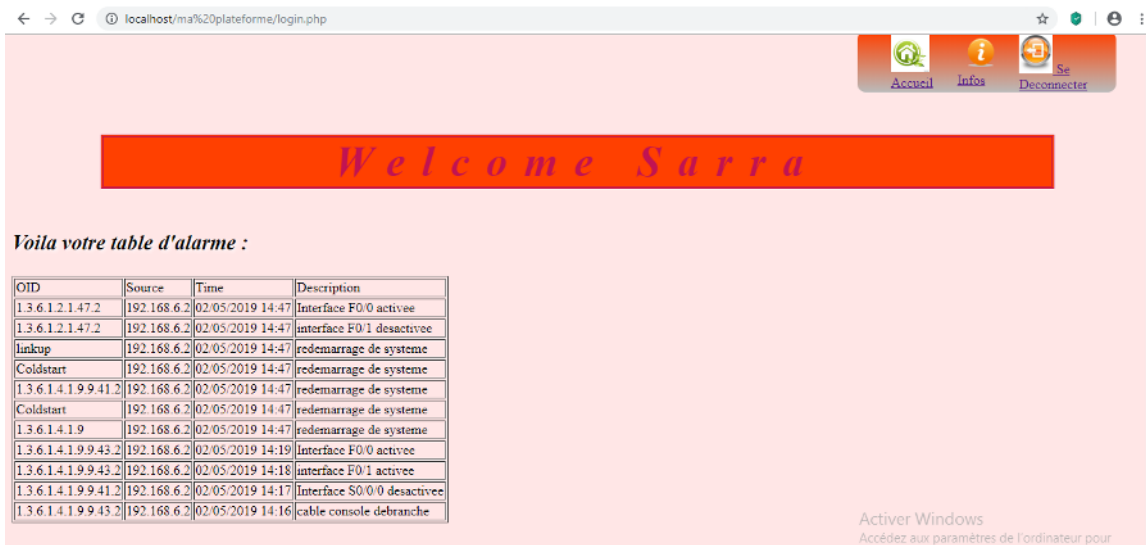 localhost/ma%20plateforme/login.php
Accueil
Infos
Se Deconnecter
Welcome Sarra
Voila votre table d'alarme :
OID Source Time Description
1.3.6.1.2.1.47.2 192.168.6.2 02/05/2019 14:47 Interface F0/0 activee
1.3.6.1.2.1.47.2 192.168.6.2 02/05/2019 14:47 interface F0/1 desactivee
linkup 192.168.6.2 02/05/2019 14:47 redemarrage de systeme
Coldstart 192.168.6.2 02/05/2019 14:47 redemarrage de systeme
1.3.6.1.4.1.9.9.41.2 192.168.6.2 02/05/2019 14:47 redemarrage de systeme
Coldstart 192.168.6.2 02/05/2019 14:47 redemarrage de systeme
1.3.6.1.4.1.9 192.168.6.2 02/05/2019 14:47 redemarrage de systeme
1.3.6.1.4.1.9.9.43.2 192.168.6.2 02/05/2019 14:19 Interface F0/0 activee
1.3.6.1.4.1.9.9.43.2 192.168.6.2 02/05/2019 14:18 interface F0/1 activee
1.3.6.1.4.1.9.9.41.2 192.168.6.2 02/05/2019 14:17 Interface S0/0/0 desactivee
1.3.6.1.4.1.9.9.43.2 192.168.6.2 02/05/2019 14:16 cable console debranche
Activer Windows
Accédez aux paramètres de l'ordinateur pour